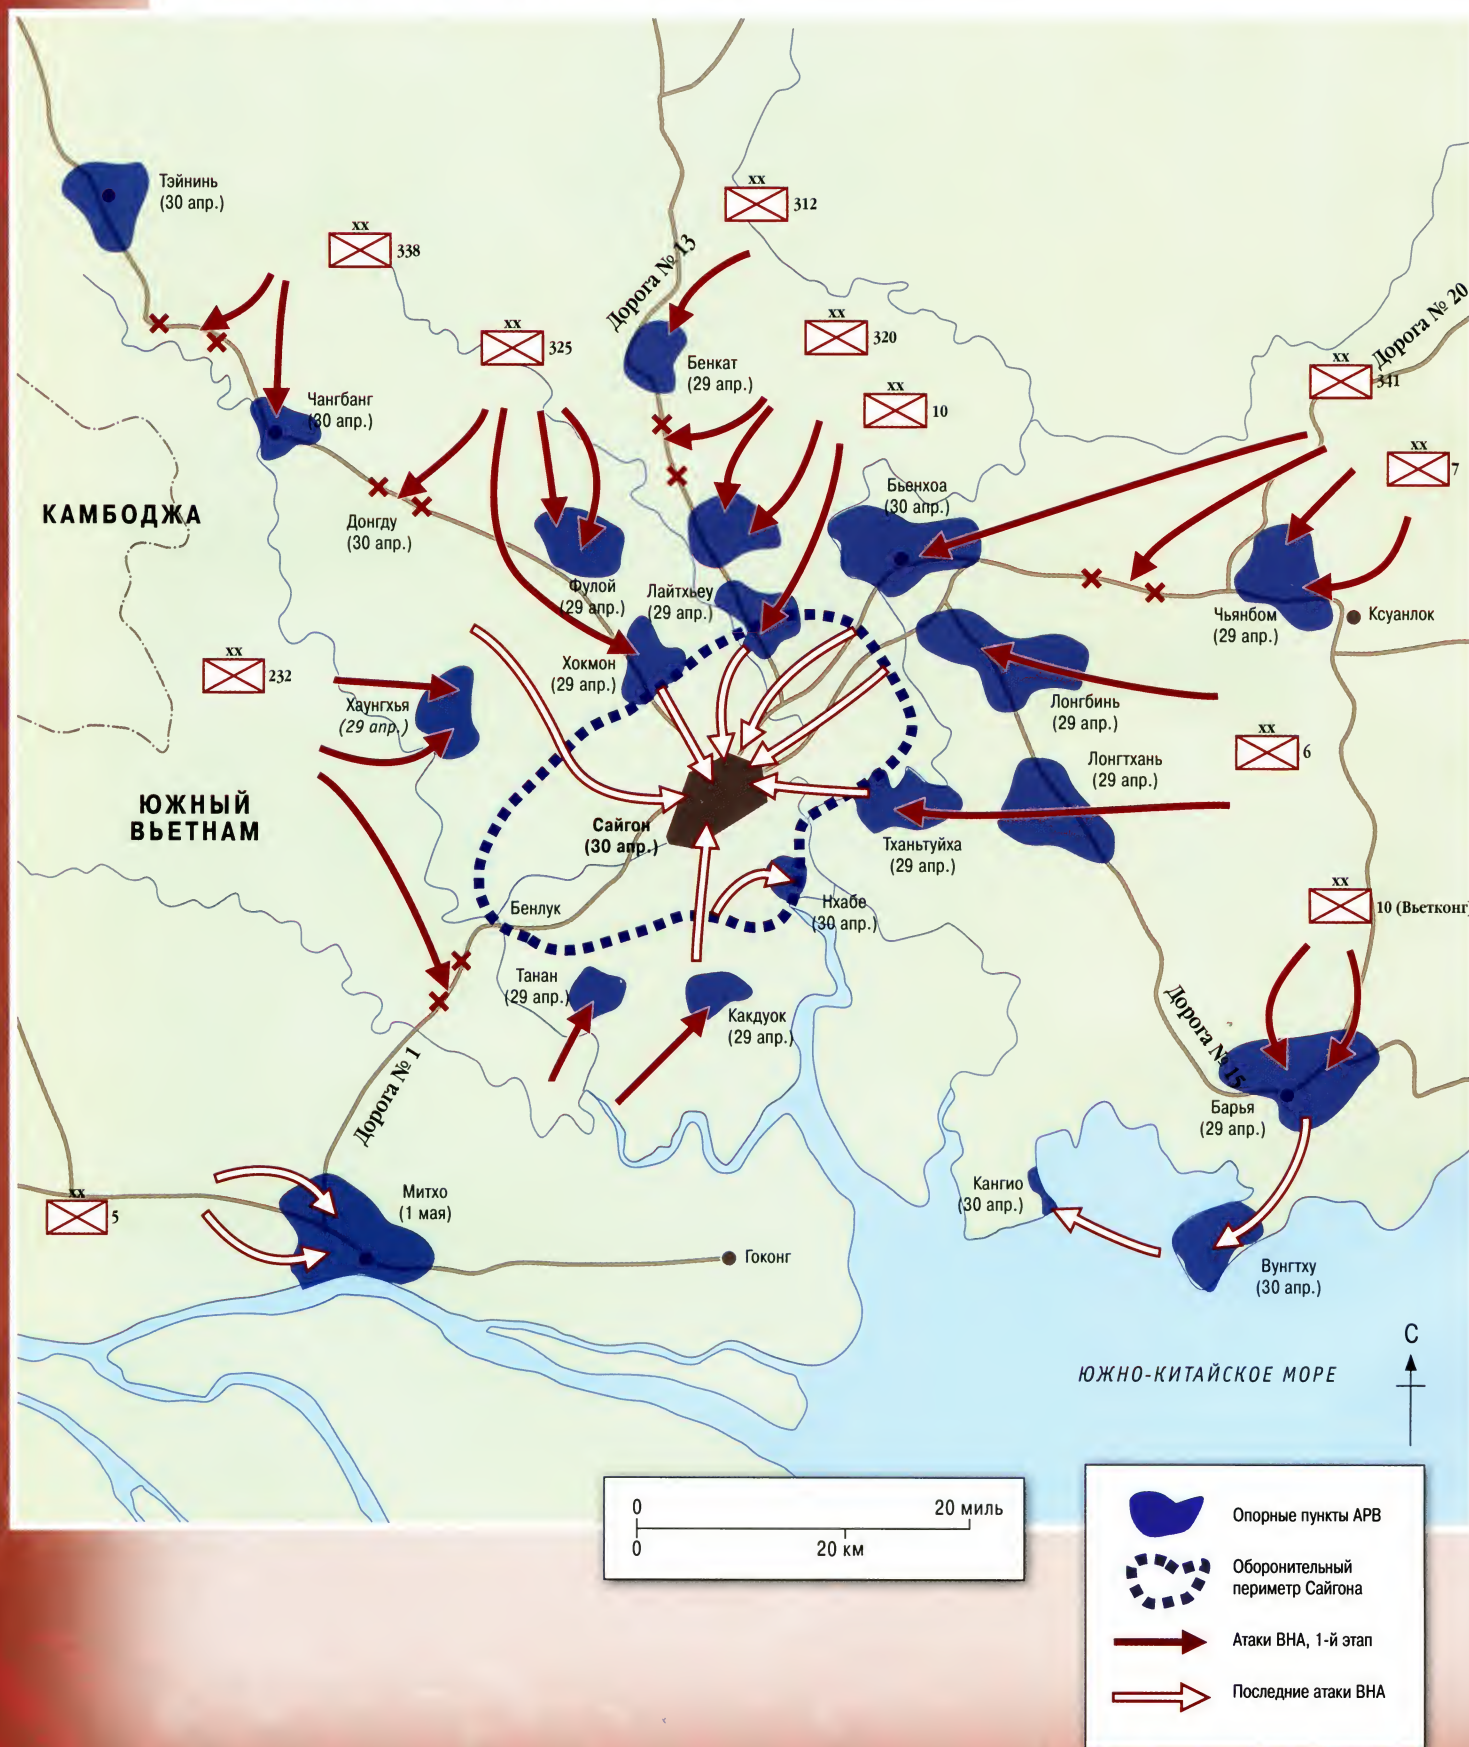 Тэйнинь
(30 апр.)
xx
338
xx
312
Дорога № 13
xx
325
xx
320
Дорога № 20
xx
341
Бенкат
(29 апр.)
xx
10
Чангбанг
(30 апр.)
xx
7
КАМБОДЖА
Бьенхоа
(30 апр.)
Донгду
(30 апр.)
Фулой
(29 апр.)
Лайтхьеу
(29 апр.)
Чьянбом
(29 апр.)
Ксуанлок
xx
232
Хокмон
(29 апр.)
Хаунгхья
(29 апр.)
Лонгбинь
(29 апр.)
xx
6
Лонгтхань
(29 апр.)
ЮЖНЫЙ
ВЬЕТНАМ
Сайгон
(30 апр.)
Тханьтуйха
(29 апр.)
xx
10 (Вьетконг)
Бенлук
Нхабе
(30 апр.)
Танан
(29 апр.)
Какдуок
(29 апр.)
Дорога № 15
Дорога № 1
Барья
(29 апр.)
xx
5
Митхо
(1 мая)
Кангио
(30 апр.)
Гоконг
Вунгтху
(30 апр.)
С
ЮЖНО-КИТАЙСКОЕ МОРЕ
0
20 миль
0
20 км
Опорные пункты АРВ
Оборонительный
периметр Сайгона
Атаки ВНА, 1-й этап
Последние атаки ВНА